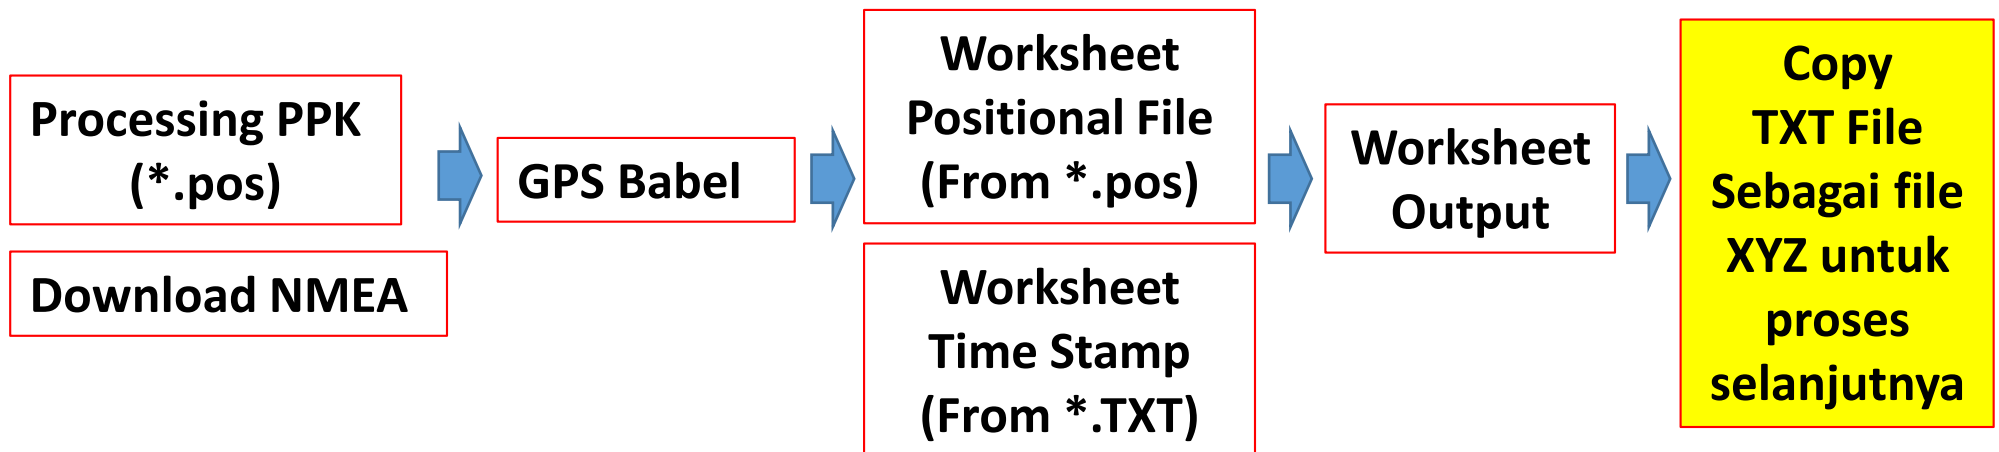 Processing PPK
(*.pos)
Download NMEA
GPS Babel
Worksheet
Positional File
(From *.pos)
Worksheet
Time Stamp
(From *.TXT)
Worksheet
Output
Copy
TXT File
Sebagai file
XYZ untuk
proses
selanjutnya